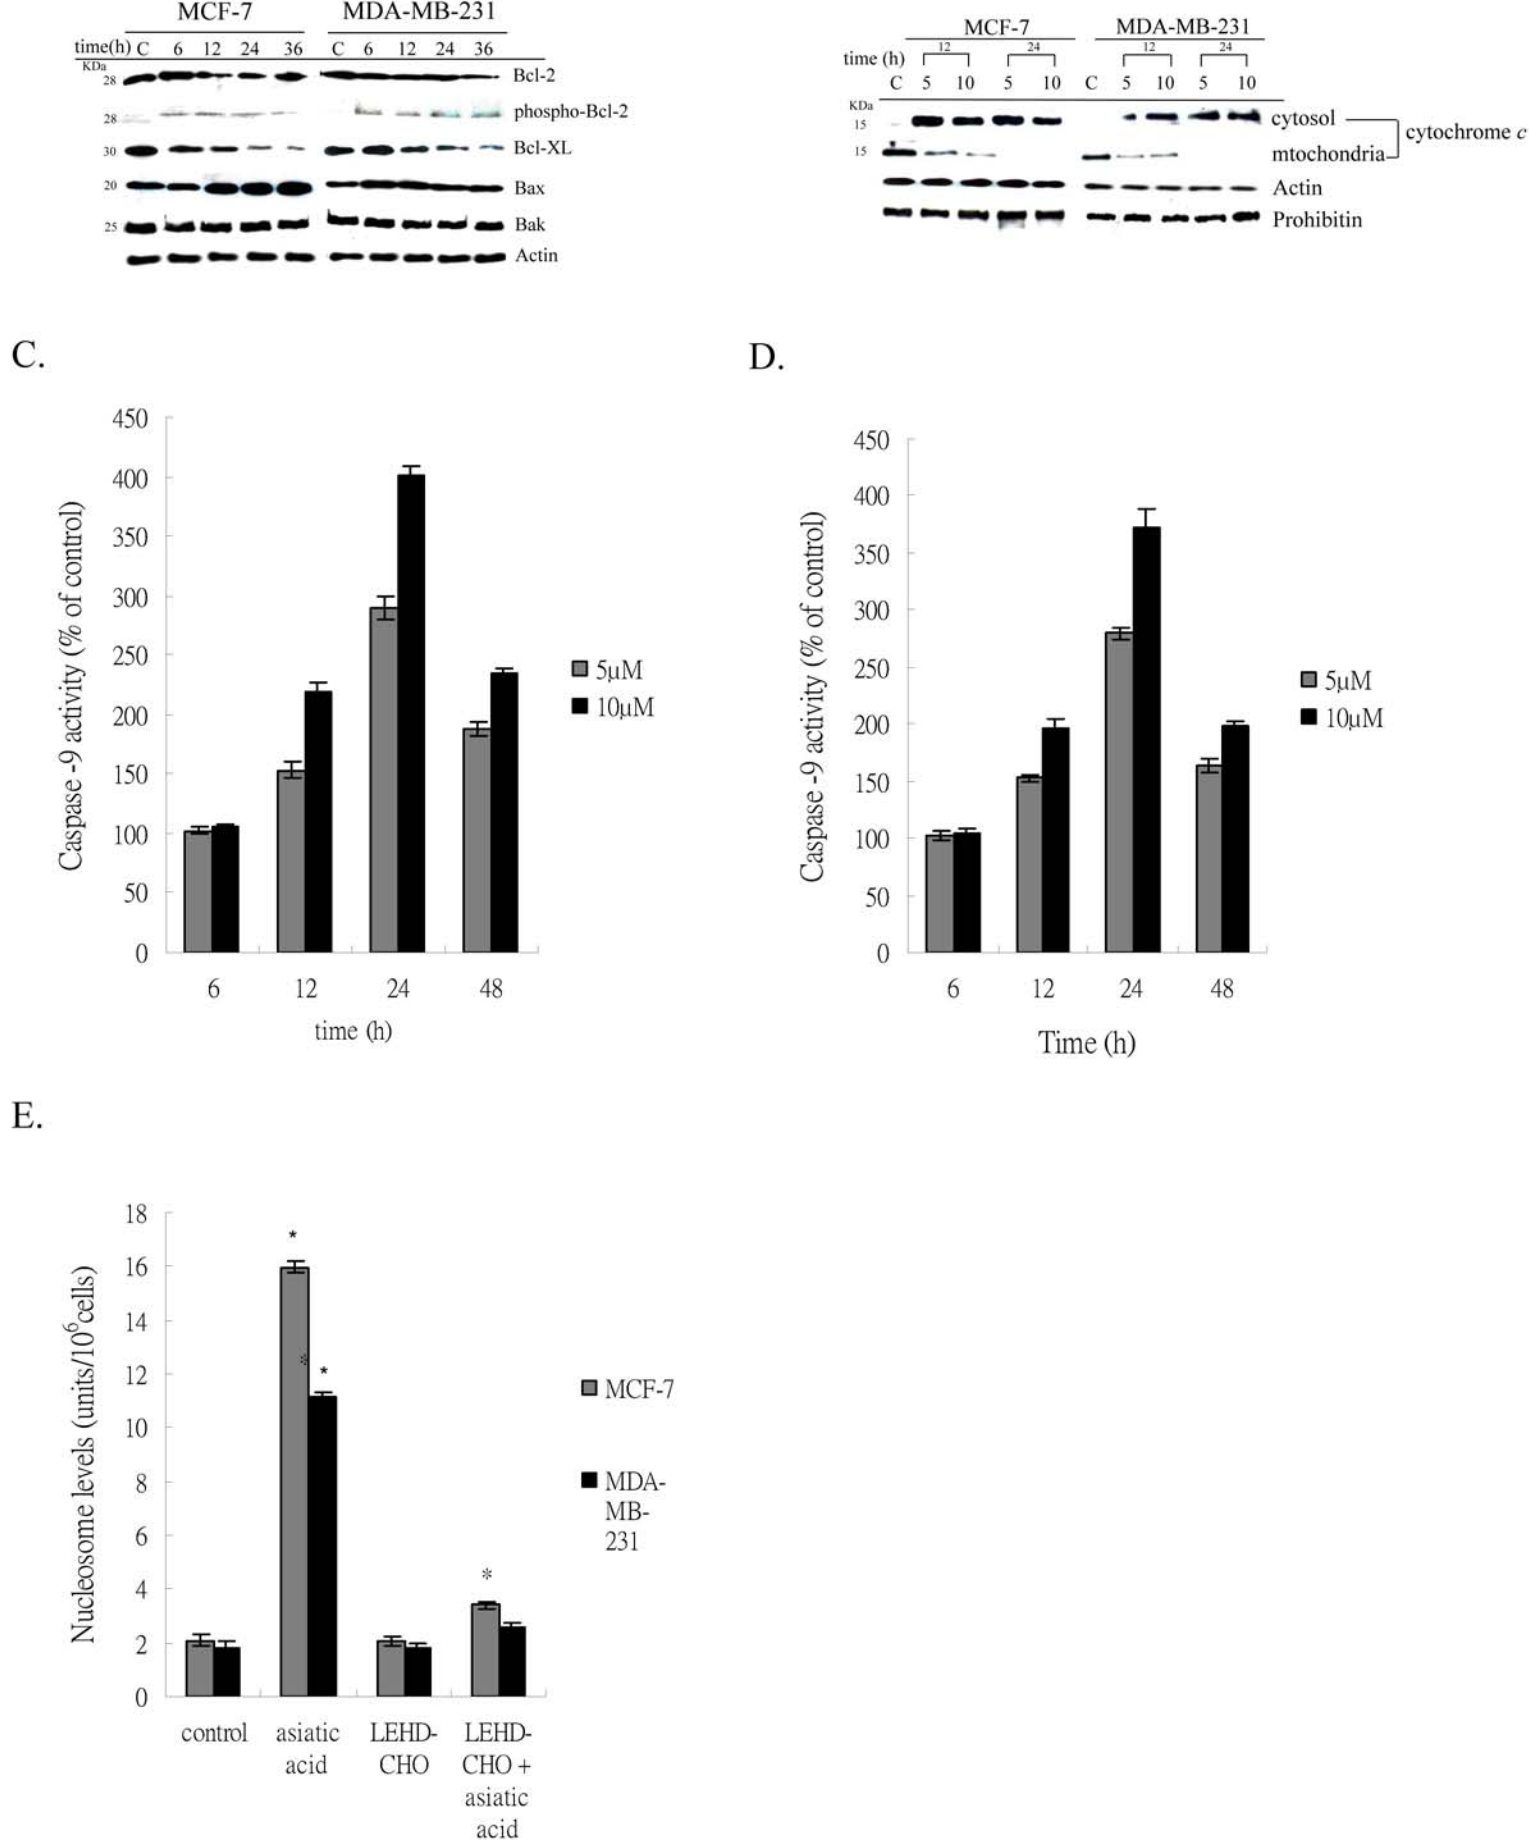 MCF-7 MDA-MB-231
time(h) C 6 12 24 36 C 6 12 24 36
KDa
28 Bcl-2
28 phospho-Bcl-2
30 Bcl-XL
20 Bax
25 Bak
Actin
MCF-7 MDA-MB-231
12 24 12 24
time (h)
C 5 10 5 10 C 5 10 5 10
KDa
15 cytosol
cytochrome c
15 mtochondria
Actin
Prohibitin
C.
450
400
350
300
250
200
150
100
50
0
Caspase -9 activity (% of control)
6 12 24 48
time (h)
5µM
10µM
D.
450
400
350
300
250
200
150
100
50
0
Caspase -9 activity (% of control)
6 12 24 48
Time (h)
5µM
10µM
E.
18
16
14
12
10
8
6
4
2
0
Nucleosome levels (units/10⁶cells)
*
*
*
*
MCF-7
MDA-
MB-
231
control asiatic LEHD- LEHD-
acid CHO CHO +
asiatic
acid